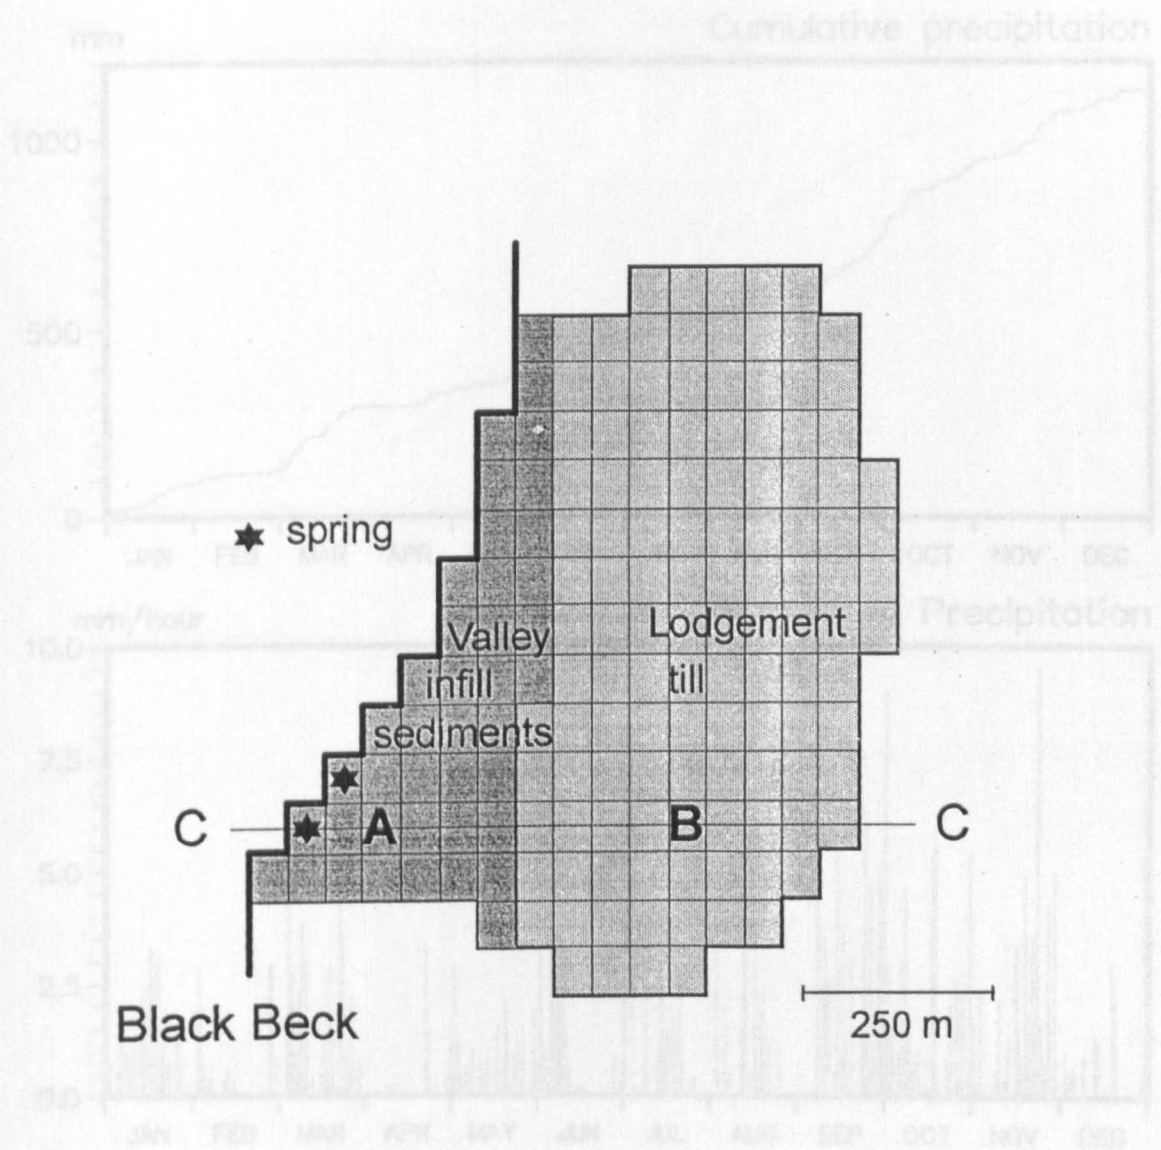 mm
Cumulative precipitation
1000
500
0
JAN FEB MAR APR OCT NOV DEC
spring
mm/hour
Precipitation
10.0
7.5
5.0
2.5
0.0
JAN FEB MAR APR MAY JUN JUL AUG SEP OCT NOV DEC
Valley
infill
sediments
Lodgement
till
C
A
B
C
Black Beck
250 m